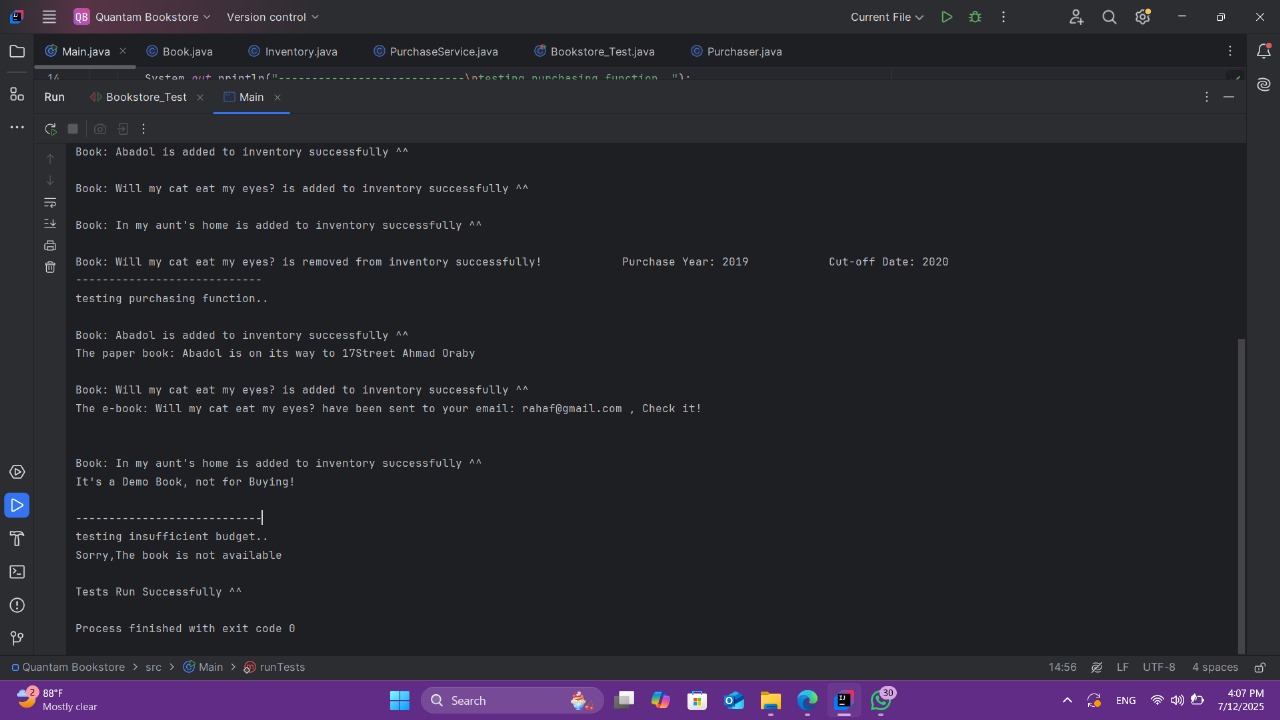 QB Quantam Bookstore Version control Current File
Main.java Book.java Inventory.java PurchaseService.java Bookstore_Test.java Purchaser.java
14 System.out.println("----------------------------\ntesting purchasing function..");
Run Bookstore_Test Main
Book: Abadol is added to inventory successfully ^^
Book: Will my cat eat my eyes? is added to inventory successfully ^^
Book: In my aunt's home is added to inventory successfully ^^
Book: Will my cat eat my eyes? is removed from inventory successfully! Purchase Year: 2019 Cut-off Date: 2020
----------------------------
testing purchasing function..
Book: Abadol is added to inventory successfully ^^
The paper book: Abadol is on its way to 17Street Ahmad Oraby
Book: Will my cat eat my eyes? is added to inventory successfully ^^
The e-book: Will my cat eat my eyes? have been sent to your email: rahaf@gmail.com , Check it!
Book: In my aunt's home is added to inventory successfully ^^
It's a Demo Book, not for Buying!
----------------------------
testing insufficient budget..
Sorry,The book is not available
Tests Run Successfully ^^
Process finished with exit code 0
Quantam Bookstore > src > Main > runTests 14:56 LF UTF-8 4 spaces
2 88°F Search 30 ENG 4:07 PM
Mostly clear 7/12/2025